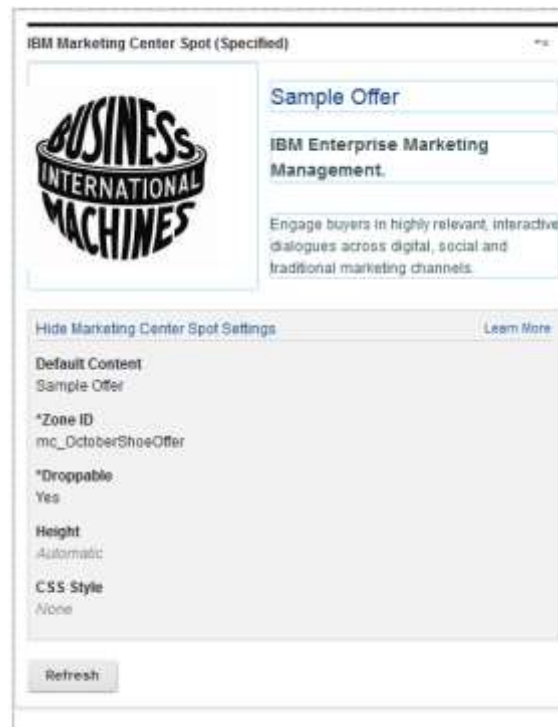 IBM Marketing Center Spot (Specified)
BUSINESS
INTERNATIONAL
MACHINES
Sample Offer
IBM Enterprise Marketing
Management.
Engage buyers in highly relevant, interactive
dialogues across digital, social and
traditional marketing channels.
Hide Marketing Center Spot Settings Learn More
Default Content
Sample Offer
*Zone ID
mc_OctoberShoeOffer
*Droppable
Yes
Height
Automatic
CSS Style
None
Refresh